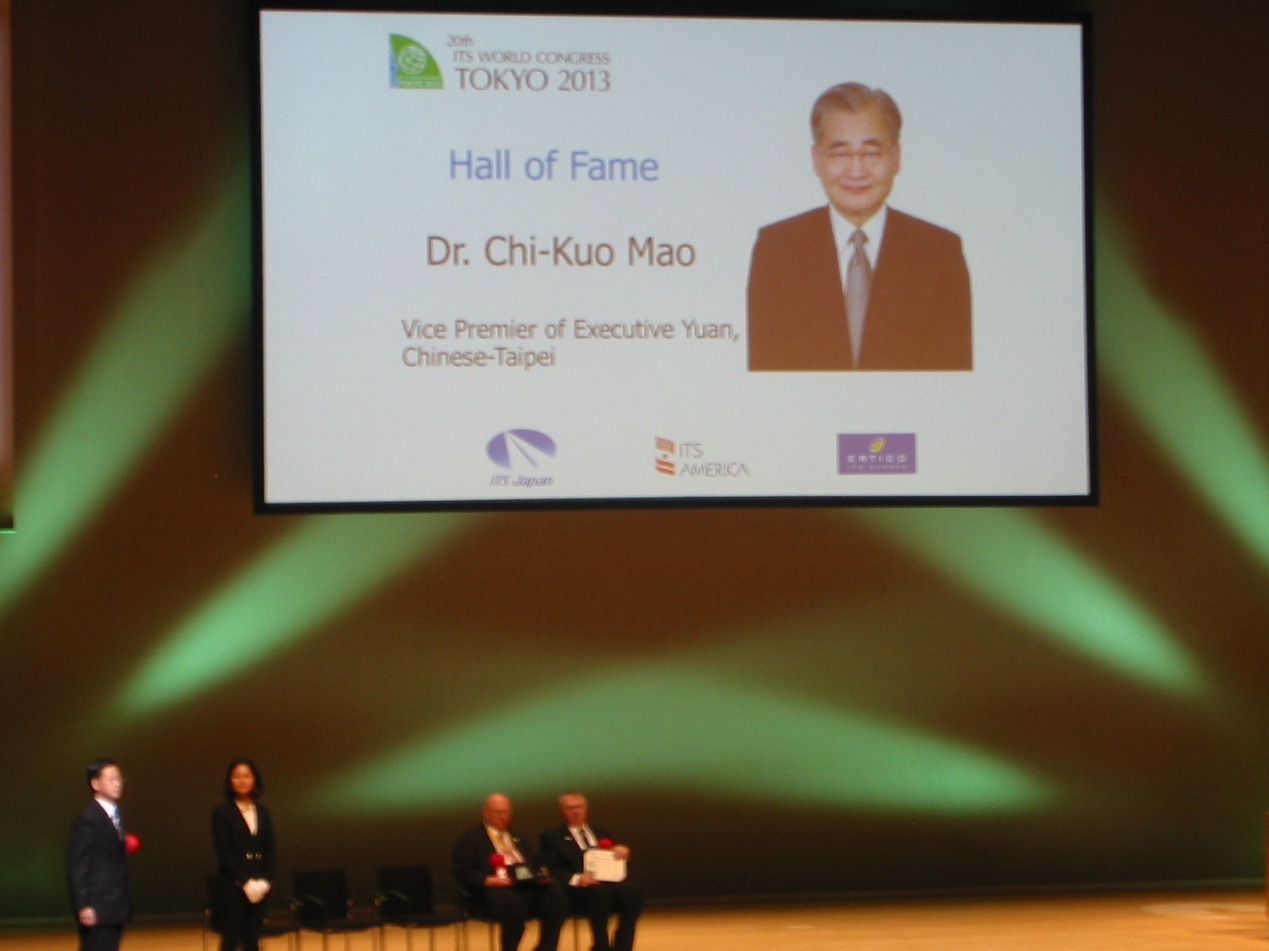 20th
ITS WORLD CONGRESS
TOKYO 2013
Hall of Fame
Dr. Chi-Kuo Mao
Vice Premier of Executive Yuan,
Chinese-Taipei
ITS Japan
ITS
AMERICA
ERTICO